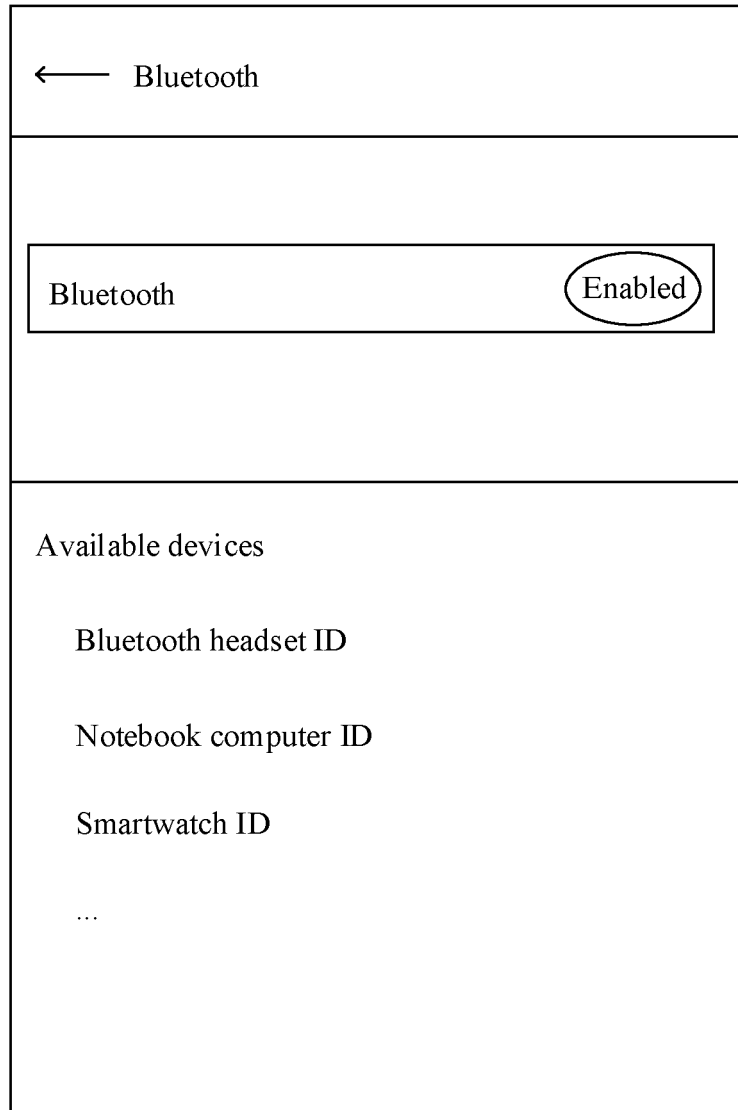 Bluetooth
Bluetooth Enabled
Available devices
Bluetooth headset ID
Notebook computer ID
Smartwatch ID
...